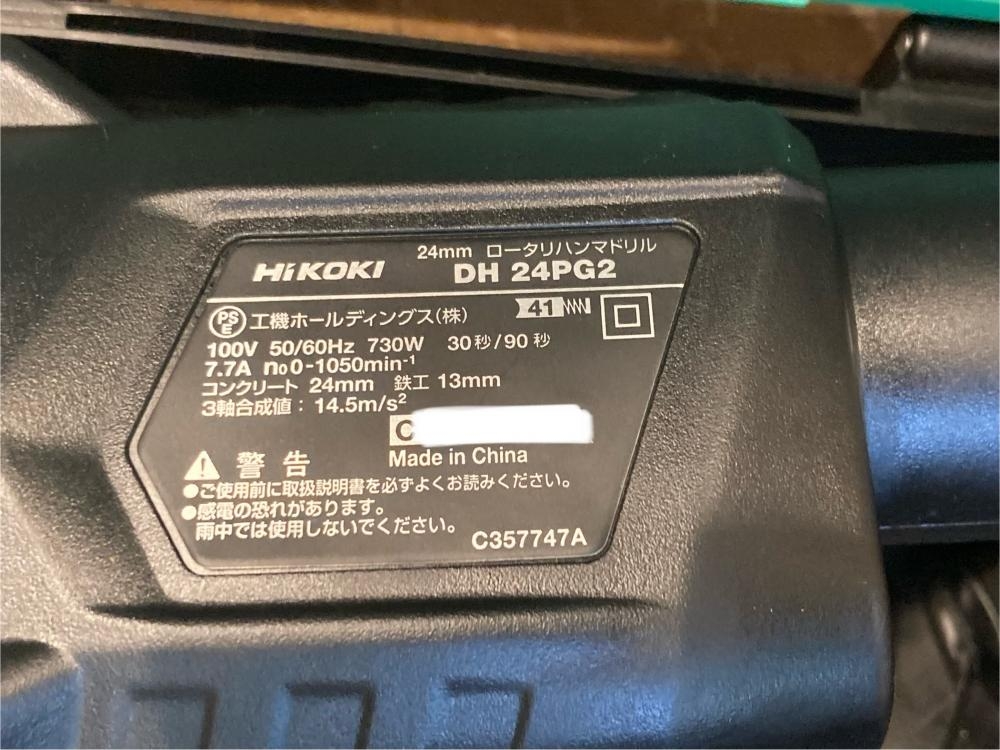 24mm ロータリハンマドリル
HiKOKI DH 24PG2
PSE 工機ホールディングス(株) 41
100V 50/60Hz 730W 30秒/90秒
7.7A n₀0-1050min⁻¹
コンクリート 24mm 鉄工 13mm
3軸合成値：14.5m/s²
C
Made in China
警告
●ご使用前に取扱説明書を必ずよくお読みください。
●感電の恐れがあります。
雨中では使用しないでください。
C357747A